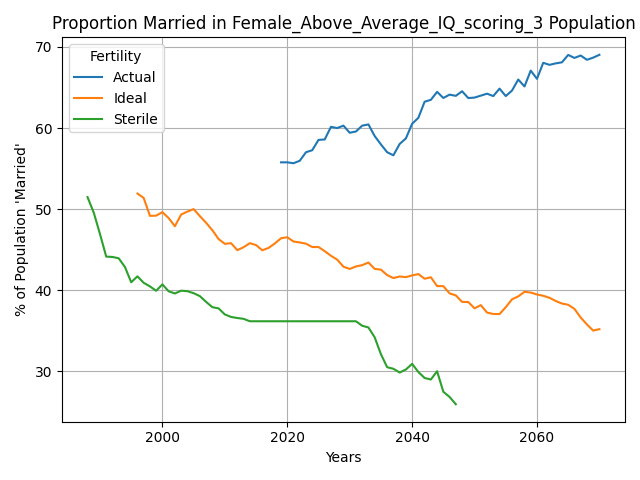 Proportion Married in Female_Above_Average_IQ_scoring_3 Population
% of Population 'Married'
70
60
50
40
30
Fertility
Actual
Ideal
Sterile
2000
2020
2040
2060
Years